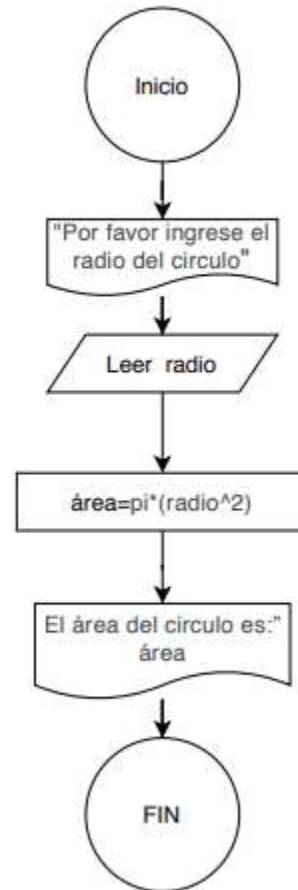 Inicio
"Por favor ingrese el
radio del circulo"
Leer radio
área=pi*(radio^2)
El área del circulo es:"
área
FIN